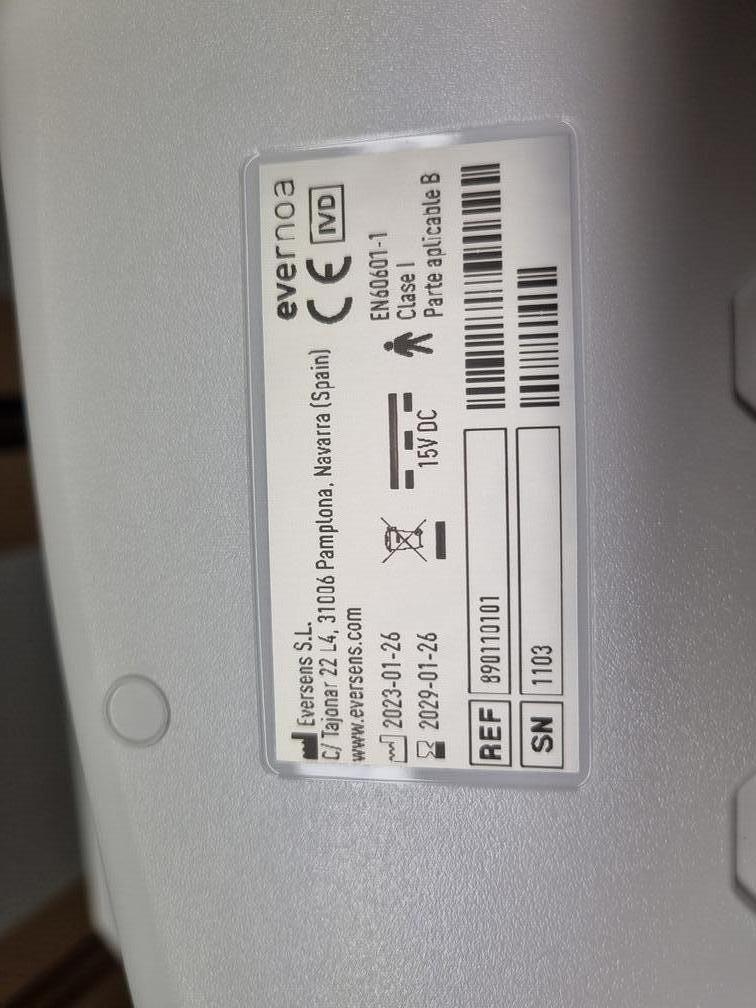 Eversens S.L.
C/ Tajonar 22 L4, 31006 Pamplona, Navarra (Spain)
www.eversens.com
evernoa
CE IVD
2023-01-26
2029-01-26
15V DC
EN60601-1
Clase I
Parte aplicable B
REF 890110101
SN 1103